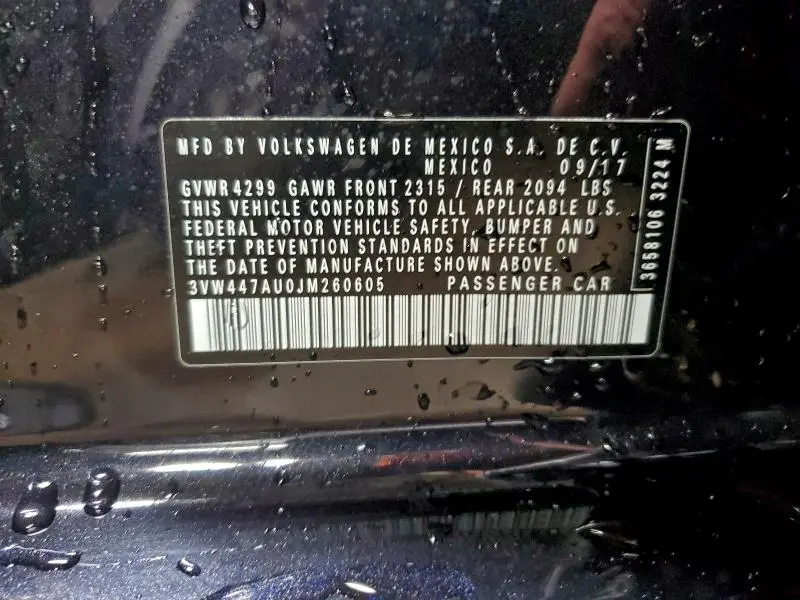 MFD BY VOLKSWAGEN DE MEXICO S.A. DE C.V.
MEXICO 09/17
GVWR 4299 GAWR FRONT 2315 / REAR 2094 LBS
THIS VEHICLE CONFORMS TO ALL APPLICABLE U.S.
FEDERAL MOTOR VEHICLE SAFETY, BUMPER AND
THEFT PREVENTION STANDARDS IN EFFECT ON
THE DATE OF MANUFACTURE SHOWN ABOVE.
3VW447AU0JM260605 PASSENGER CAR
3658106 3224 M